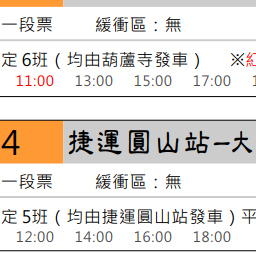 一段票 緩衝區：無
定 6班 ( 均由葫蘆寺發車 ) ※紅
11:00 13:00 15:00 17:00
4 捷運圓山站–大
一段票 緩衝區：無
定 5班 ( 均由捷運圓山站發車 ) 平
12:00 14:00 16:00 18:00